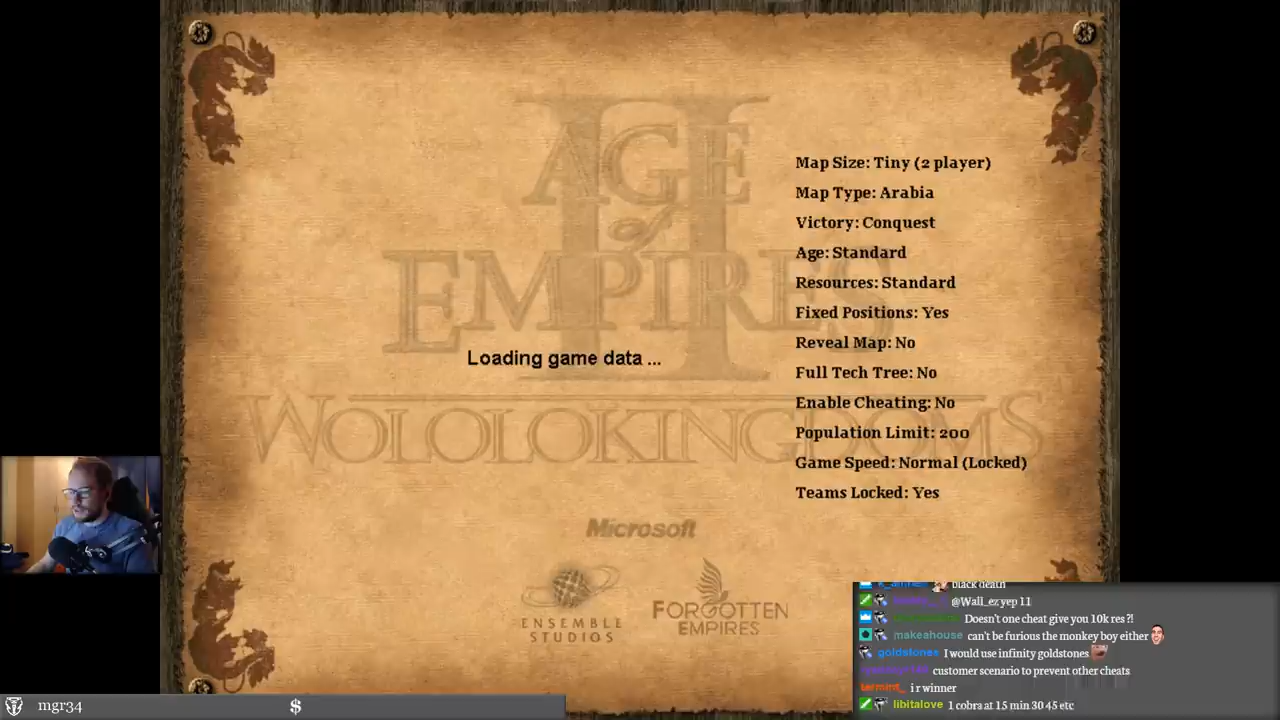 AGE
of
EMPIRES
II
WOLOLOKINGDOMS
Map Size: Tiny (2 player)
Map Type: Arabia
Victory: Conquest
Age: Standard
Resources: Standard
Fixed Positions: Yes
Reveal Map: No
Full Tech Tree: No
Enable Cheating: No
Population Limit: 200
Game Speed: Normal (Locked)
Teams Locked: Yes
Loading game data ...
Microsoft
ENSEMBLE
STUDIOS
FORGOTTEN
EMPIRES
black death
@Wall_ez yep 11
Doesn't one cheat give you 10k res?!
makeahouse can't be furious the monkey boy either
goldstones I would use infinity goldstones
customer scenario to prevent other cheats
termint_ i r winner
libitalove 1 cobra at 15 min 30 45 etc
mgr34 $